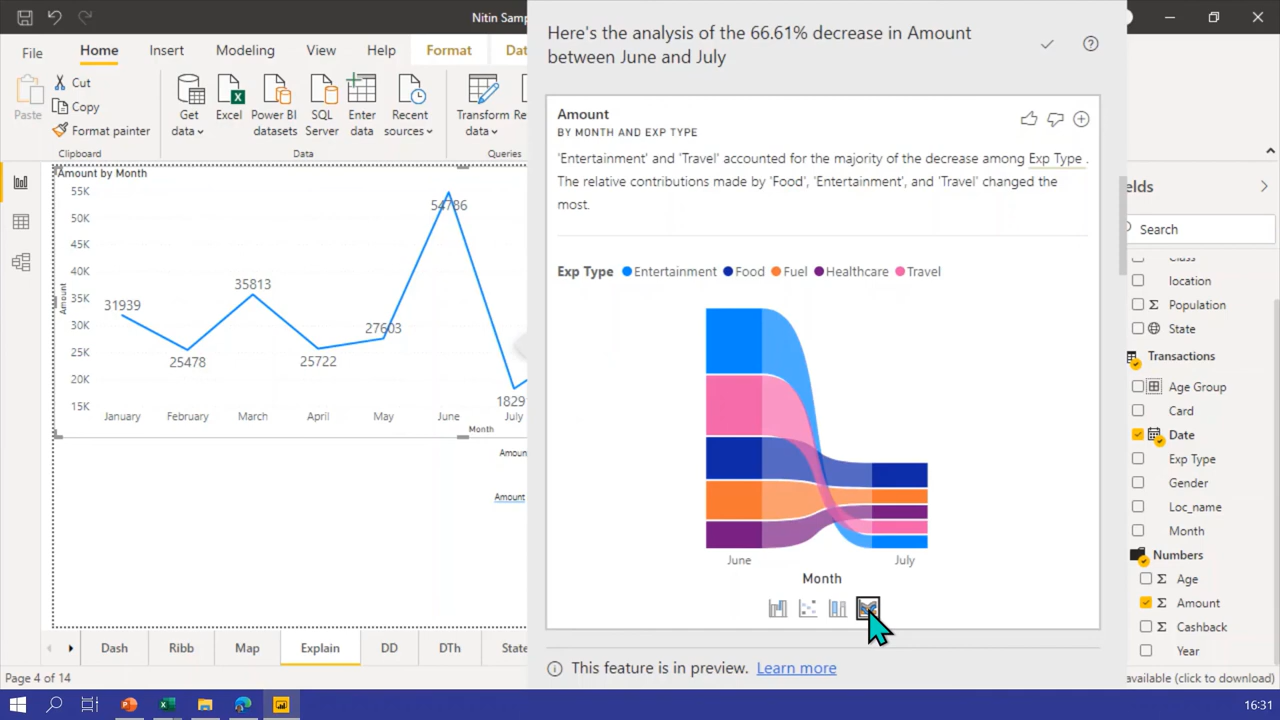 Nitin Samp
File
Home
Insert
Modeling
View
Help
Format
Dat
Paste
Cut
Copy
Format painter
Clipboard
Get data
Excel
Power BI datasets
SQL Server
Enter data
Recent sources
Data
Transform data
Re
Queries
Here's the analysis of the 66.61% decrease in Amount
between June and July
Amount
BY MONTH AND EXP TYPE
'Entertainment' and 'Travel' accounted for the majority of the decrease among Exp Type .
The relative contributions made by 'Food', 'Entertainment', and 'Travel' changed the
most.
Exp Type Entertainment Food Fuel Healthcare Travel
June July
Month
This feature is in preview. Learn more
Amount by Month
55K
50K
45K
40K
35K
30K
25K
20K
15K
Amount
31939
25478
35813
25722
27603
54786
1829
January February March April May June July
Month
Amoun
Amount
elds
Search
Class
location
Population
State
Transactions
Age Group
Card
Date
Exp Type
Gender
Loc_name
Month
Numbers
Age
Amount
Cashback
Year
Dash Ribb Map Explain DD DTh State
Page 4 of 14
available (click to download)
16:31